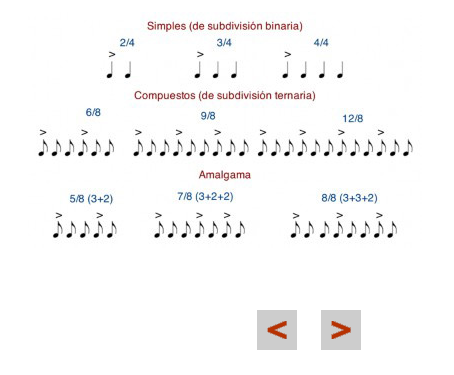 Simples (de subdivisión binaria)
2/4 3/4 4/4
Compuestos (de subdivisión ternaria)
6/8 9/8 12/8
Amalgama
5/8 (3+2) 7/8 (3+2+2) 8/8 (3+3+2)